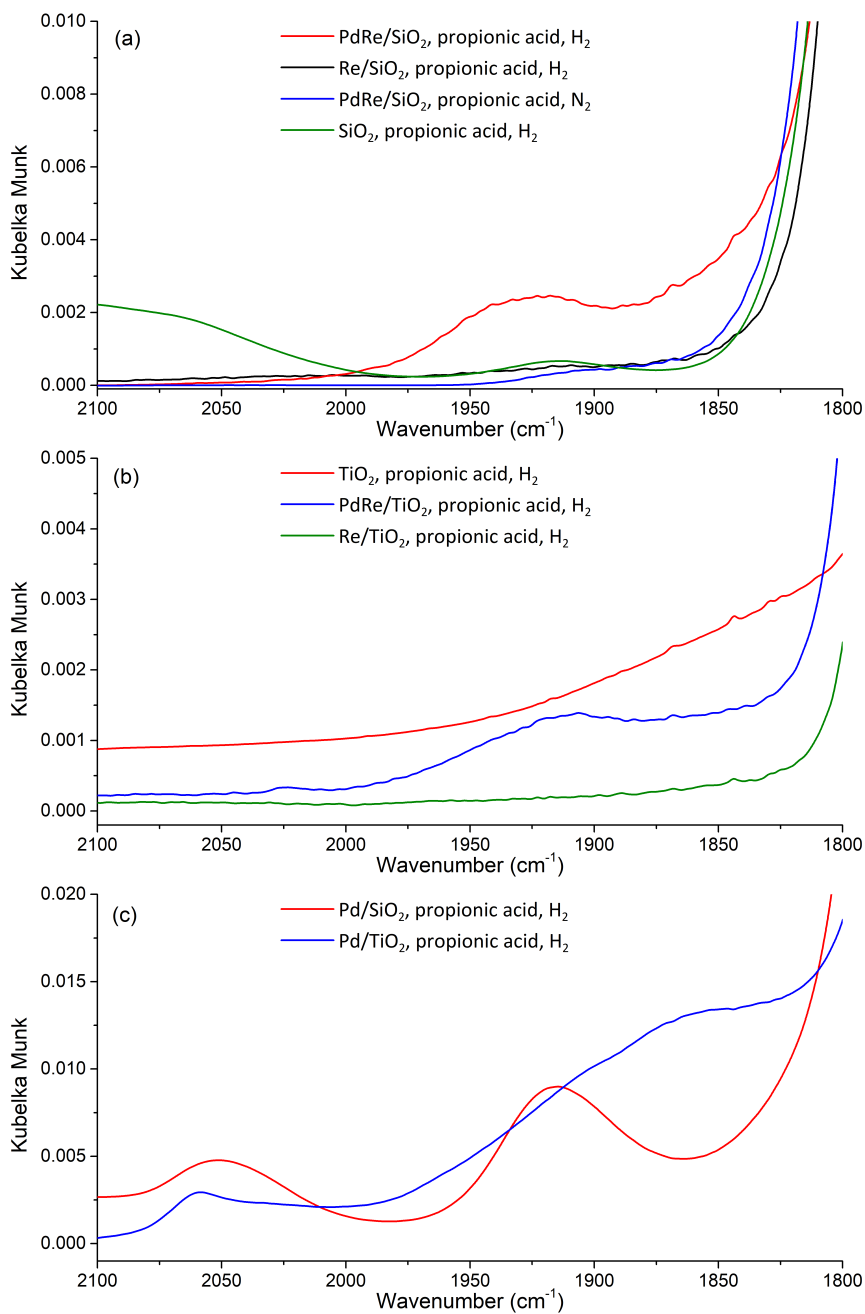 (a)
PdRe/SiO₂, propionic acid, H₂
Re/SiO₂, propionic acid, H₂
PdRe/SiO₂, propionic acid, N₂
SiO₂, propionic acid, H₂
0.010
0.008
0.006
0.004
0.002
0.000
Kubelka Munk
2100 2050 2000 1950 1900 1850 1800
Wavenumber (cm⁻¹)
(b)
TiO₂, propionic acid, H₂
PdRe/TiO₂, propionic acid, H₂
Re/TiO₂, propionic acid, H₂
0.005
0.004
0.003
0.002
0.001
0.000
Kubelka Munk
2100 2050 2000 1950 1900 1850 1800
Wavenumber (cm⁻¹)
(c)
Pd/SiO₂, propionic acid, H₂
Pd/TiO₂, propionic acid, H₂
0.020
0.015
0.010
0.005
0.000
Kubelka Munk
2100 2050 2000 1950 1900 1850 1800
Wavenumber (cm⁻¹)